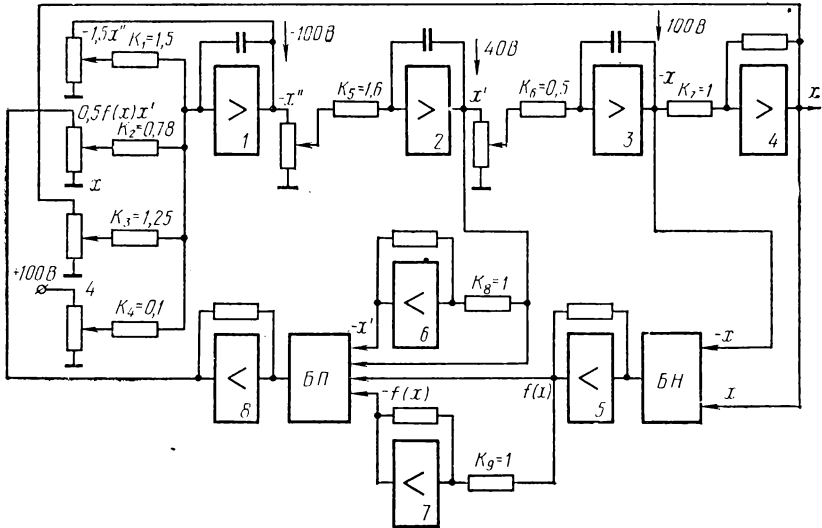 -1,5x"
K₁=1,5
-100В
40В
100В
-x"
K₅=1,6
x'
K₆=0,5
-x
K₇=1
x
1
2
3
4
0,5f(x)x'
K₂=0,78
x
K₃=1,25
+100В
4
K₄=0,1
K₈=1
6
-x'
-x
8
БП
f(x)
5
БН
x
-f(x)
K₉=1
7